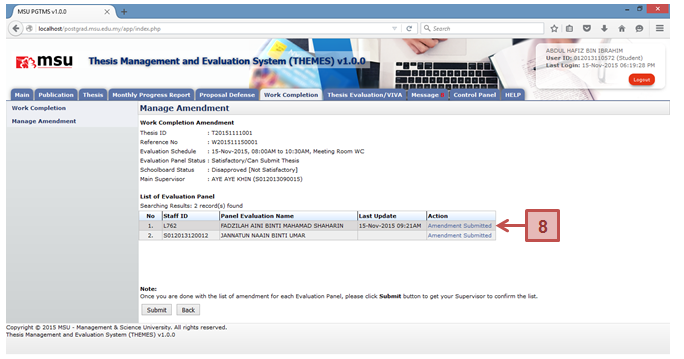 MSU PGTMS v1.0.0
localhost/postgrad.msu.edu.my/app/index.php
Search
msu
Thesis Management and Evaluation System (THEMES) v1.0.0
ABDUL HAFIZ BIN IBRAHIM
User ID: 012013110572 (Student)
Last Login: 15-Nov-2015 06:19:28 PM
Logout
Main Publication Thesis Monthly Progress Report Proposal Defense Work Completion Thesis Evaluation/VIVA Message Control Panel HELP
Work Completion
Manage Amendment
Manage Amendment
Work Completion Amendment
Thesis ID : T20151111001
Reference No : W201511150001
Evaluation Schedule : 15-Nov-2015, 08:00AM to 10:30AM, Meeting Room WC
Evaluation Panel Status : Satisfactory/Can Submit Thesis
Schoolboard Status : Disapproved [Not Satisfactory]
Main Supervisor : AYE AYE KHIN (S012013090015)
List of Evaluation Panel
Searching Results: 2 record(s) found
No Staff ID Panel Evaluation Name Last Update Action
1. L762 FADZILAH AINI BINTI MAHAMAD SHAHARIN 15-Nov-2015 09:21AM Amendment Submitted
2. S012013120012 JANNATUN NAAIN BINTI UMAR Amendment Submitted
8
Note:
Once you are done with the list of amendment for each Evaluation Panel, please click Submit button to get your Supervisor to confirm the list.
Submit Back
Copyright © 2015 MSU - Management & Science University. All rights reserved.
Thesis Management and Evaluation System (THEMES) v1.0.0